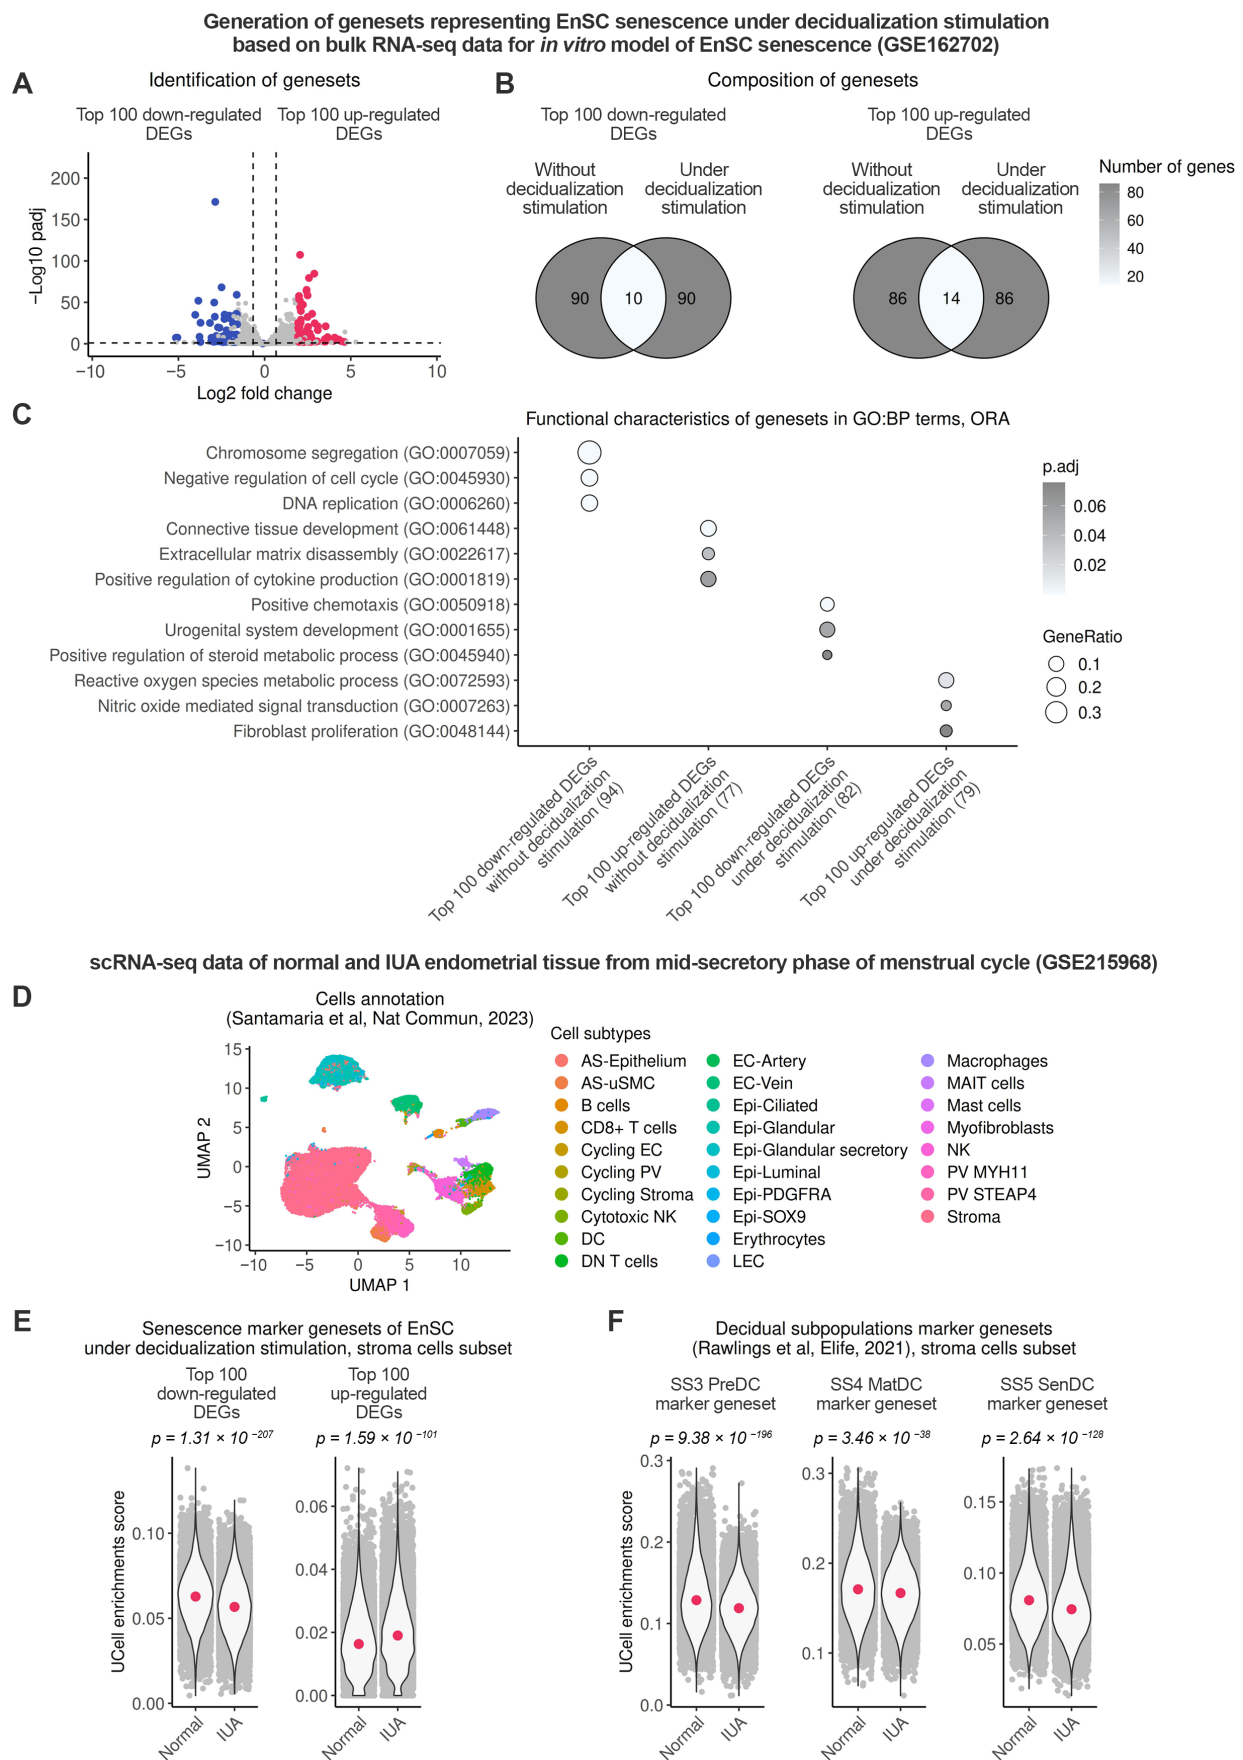 Generation of genesets representing EnSC senescence under decidualization stimulation
based on bulk RNA-seq data for in vitro model of EnSC senescence (GSE162702)
A
Identification of genesets
Top 100 down-regulated DEGs
Top 100 up-regulated DEGs
200
150
100
50
0
−Log10 padj
−10
−5
0
5
10
Log2 fold change
B
Composition of genesets
Top 100 down-regulated
DEGs
Without
decidualization
stimulation
Under
decidualization
stimulation
90
10
90
Top 100 up-regulated
DEGs
Without
decidualization
stimulation
Under
decidualization
stimulation
86
14
86
Number of genes
80
60
40
20
C
Functional characteristics of genesets in GO:BP terms, ORA
Chromosome segregation (GO:0007059)
Negative regulation of cell cycle (GO:0045930)
DNA replication (GO:0006260)
Connective tissue development (GO:0061448)
Extracellular matrix disassembly (GO:0022617)
Positive regulation of cytokine production (GO:0001819)
Positive chemotaxis (GO:0050918)
Urogenital system development (GO:0001655)
Positive regulation of steroid metabolic process (GO:0045940)
Reactive oxygen species metabolic process (GO:0072593)
Nitric oxide mediated signal transduction (GO:0007263)
Fibroblast proliferation (GO:0048144)
Top 100 down-regulated DEGs
without decidualization
stimulation (94)
Top 100 up-regulated DEGs
without decidualization
stimulation (77)
Top 100 down-regulated DEGs
under decidualization
stimulation (82)
Top 100 up-regulated DEGs
under decidualization
stimulation (79)
p.adj
0.06
0.04
0.02
GeneRatio
0.1
0.2
0.3
scRNA-seq data of normal and IUA endometrial tissue from mid-secretory phase of menstrual cycle (GSE215968)
D
Cells annotation
(Santamaria et al, Nat Commun, 2023)
15
10
5
0
−5
−10
UMAP 2
−10
−5
0
5
10
UMAP 1
Cell subtypes
AS-Epithelium
AS-uSMC
B cells
CD8+ T cells
Cycling EC
Cycling PV
Cycling Stroma
Cytotoxic NK
DC
DN T cells
EC-Artery
EC-Vein
Epi-Ciliated
Epi-Glandular
Epi-Glandular secretory
Epi-Luminal
Epi-PDGFRA
Epi-SOX9
Erythrocytes
LEC
Macrophages
MAIT cells
Mast cells
Myofibroblasts
NK
PV MYH11
PV STEAP4
Stroma
E
Senescence marker genesets of EnSC
under decidualization stimulation, stroma cells subset
Top 100
down-regulated
DEGs
p = 1.31 × 10 −207
0.10
0.05
0.00
UCell enrichments score
Normal
IUA
Top 100
up-regulated
DEGs
p = 1.59 × 10 −101
0.06
0.04
0.02
0.00
Normal
IUA
F
Decidual subpopulations marker genesets
(Rawlings et al, Elife, 2021), stroma cells subset
SS3 PreDC
marker geneset
p = 9.38 × 10 −196
0.3
0.2
0.1
0.0
UCell enrichments score
Normal
IUA
SS4 MatDC
marker geneset
p = 3.46 × 10 −38
0.3
0.2
0.1
Normal
IUA
SS5 SenDC
marker geneset
p = 2.64 × 10 −128
0.15
0.10
0.05
Normal
IUA